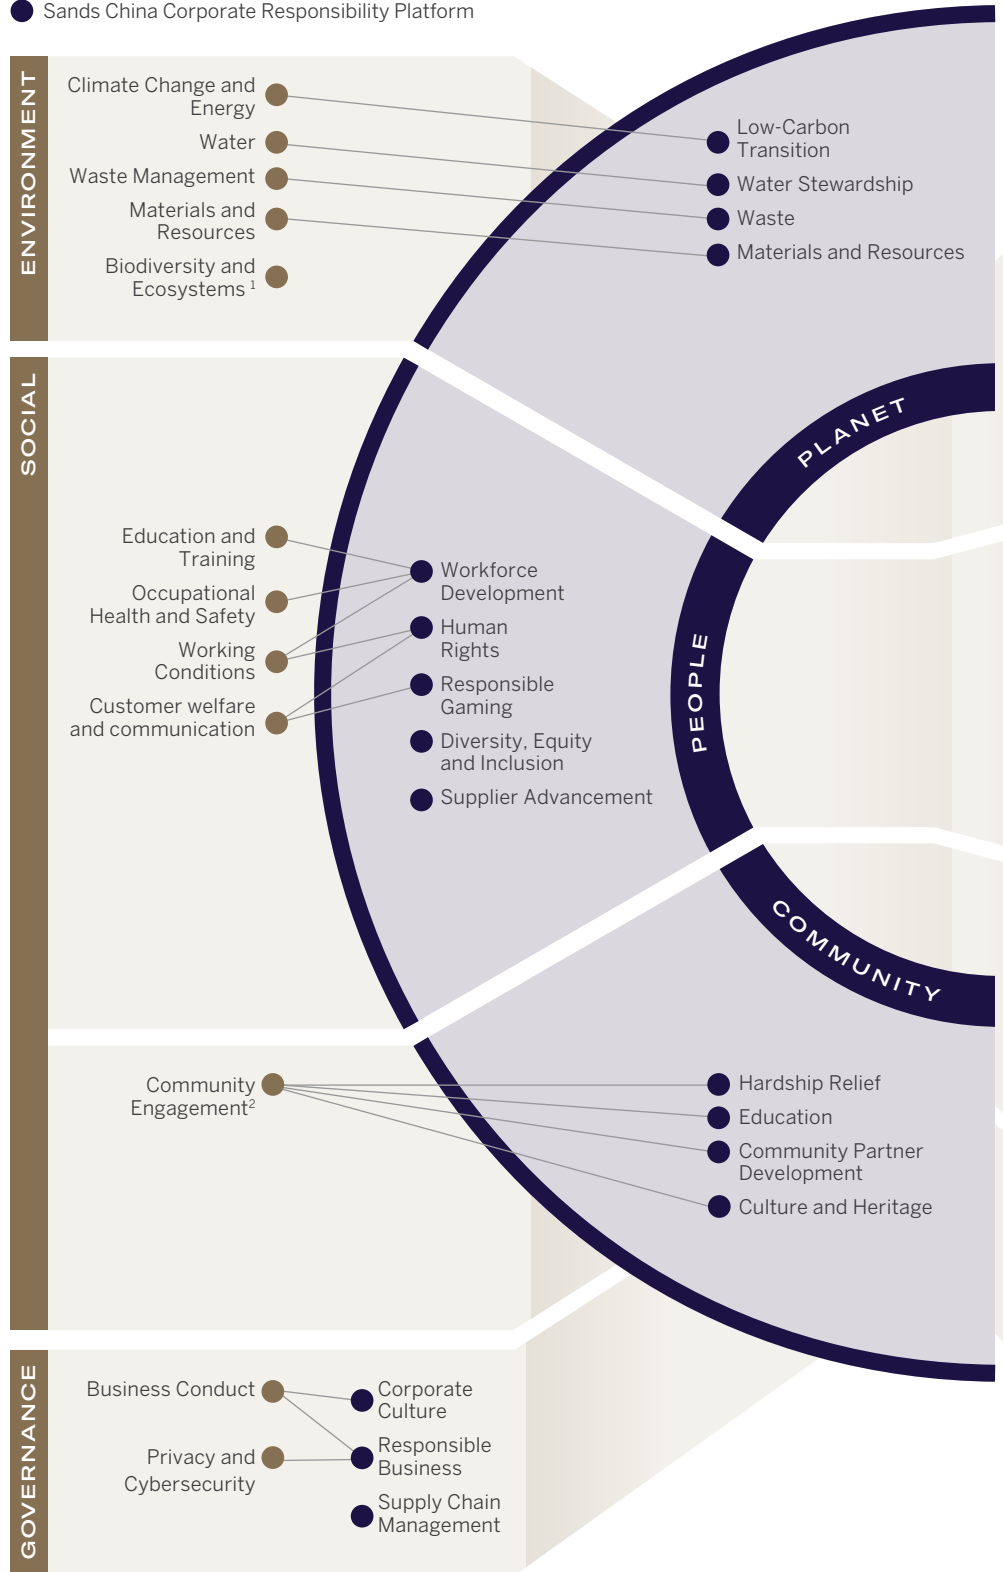 Sands China Corporate Responsibility Platform
ENVIRONMENT
Climate Change and
Energy
Water
Waste Management
Materials and
Resources
Biodiversity and
Ecosystems 1
Low-Carbon
Transition
Water Stewardship
Waste
Materials and Resources
PLANET
SOCIAL
Education and
Training
Occupational
Health and Safety
Working
Conditions
Customer welfare
and communication
Workforce
Development
Human
Rights
Responsible
Gaming
Diversity, Equity
and Inclusion
Supplier Advancement
PEOPLE
COMMUNITY
Community
Engagement2
Hardship Relief
Education
Community Partner
Development
Culture and Heritage
GOVERNANCE
Business Conduct
Privacy and
Cybersecurity
Corporate
Culture
Responsible
Business
Supply Chain
Management